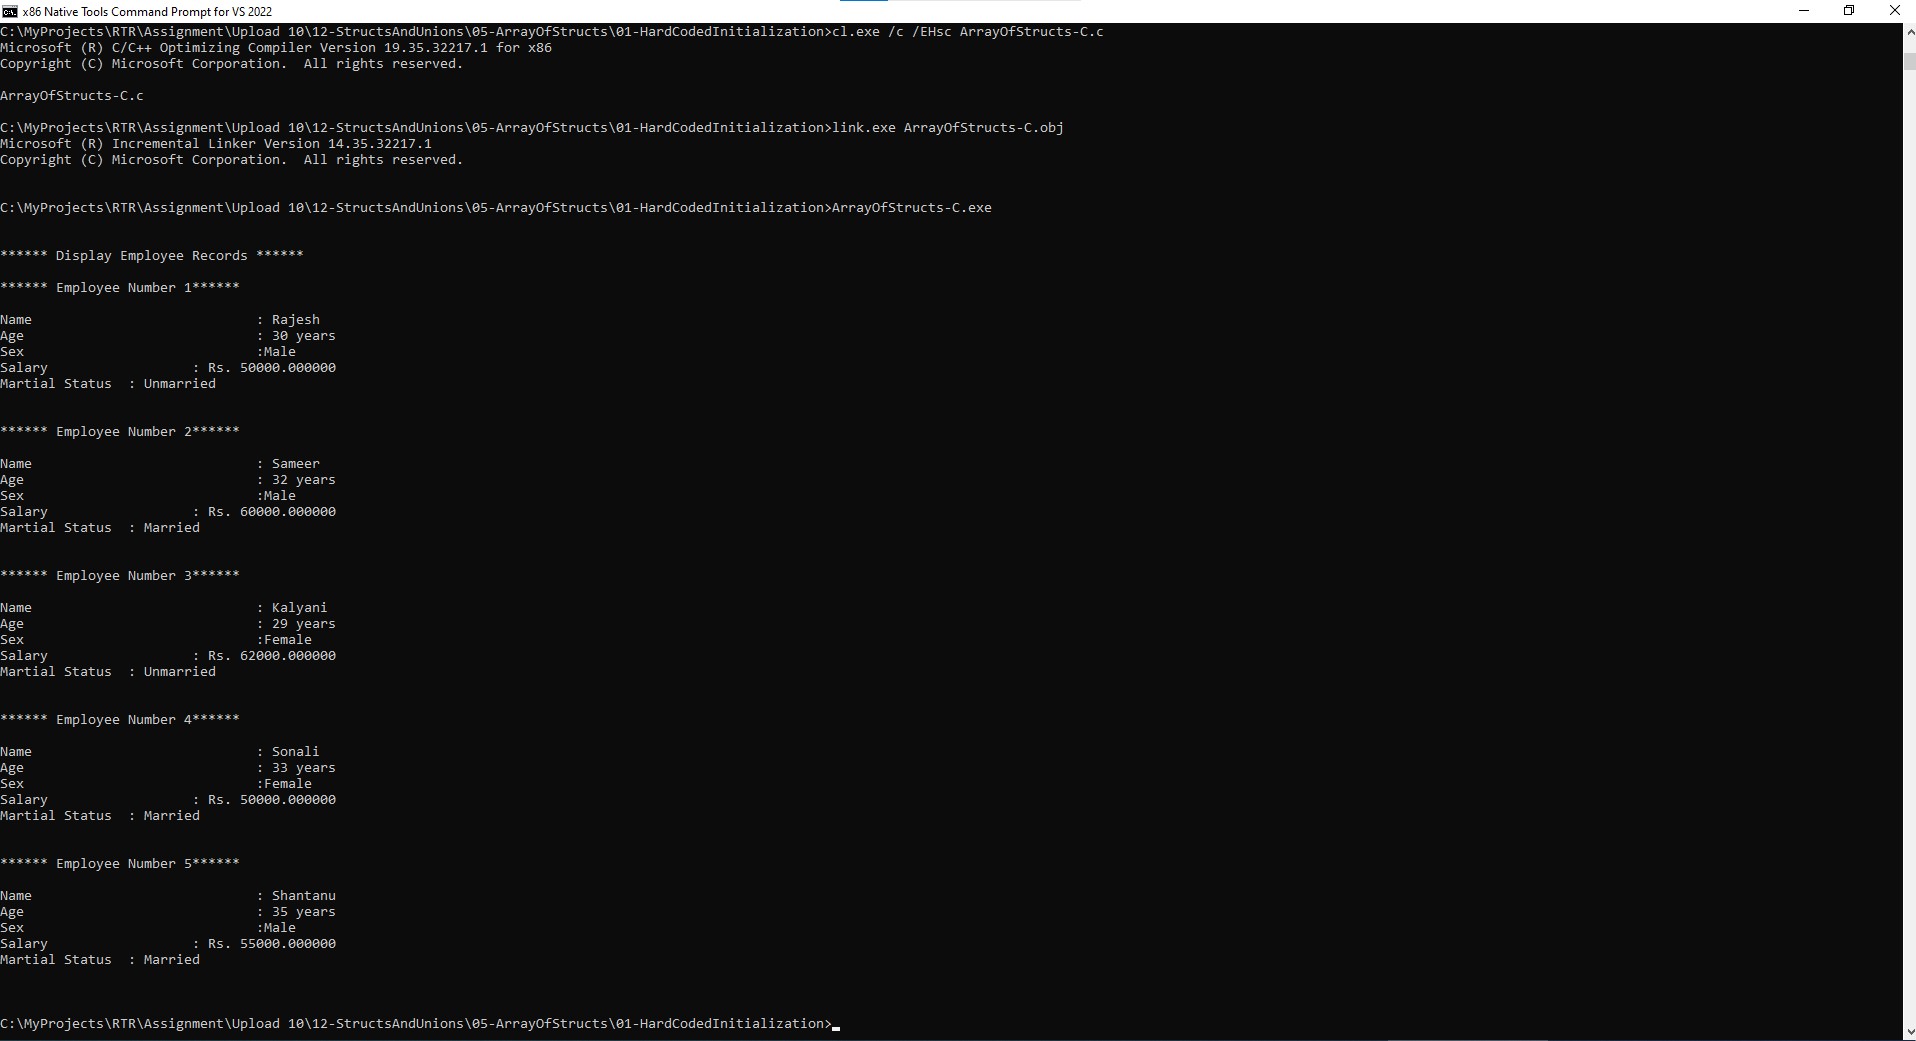 x86 Native Tools Command Prompt for VS 2022
C:\MyProjects\RTR\Assignment\Upload 10\12-StructsAndUnions\05-ArrayOfStructs\01-HardCodedInitialization>cl.exe /c /EHsc ArrayOfStructs-C.c
Microsoft (R) C/C++ Optimizing Compiler Version 19.35.32217.1 for x86
Copyright (C) Microsoft Corporation.  All rights reserved.
ArrayOfStructs-C.c
C:\MyProjects\RTR\Assignment\Upload 10\12-StructsAndUnions\05-ArrayOfStructs\01-HardCodedInitialization>link.exe ArrayOfStructs-C.obj
Microsoft (R) Incremental Linker Version 14.35.32217.1
Copyright (C) Microsoft Corporation.  All rights reserved.
C:\MyProjects\RTR\Assignment\Upload 10\12-StructsAndUnions\05-ArrayOfStructs\01-HardCodedInitialization>ArrayOfStructs-C.exe
****** Display Employee Records ******
****** Employee Number 1******
Name                            : Rajesh
Age                             : 30 years
Sex                             :Male
Salary                  : Rs. 50000.000000
Martial Status  : Unmarried
****** Employee Number 2******
Name                            : Sameer
Age                             : 32 years
Sex                             :Male
Salary                  : Rs. 60000.000000
Martial Status  : Married
****** Employee Number 3******
Name                            : Kalyani
Age                             : 29 years
Sex                             :Female
Salary                  : Rs. 62000.000000
Martial Status  : Unmarried
****** Employee Number 4******
Name                            : Sonali
Age                             : 33 years
Sex                             :Female
Salary                  : Rs. 50000.000000
Martial Status  : Married
****** Employee Number 5******
Name                            : Shantanu
Age                             : 35 years
Sex                             :Male
Salary                  : Rs. 55000.000000
Martial Status  : Married
C:\MyProjects\RTR\Assignment\Upload 10\12-StructsAndUnions\05-ArrayOfStructs\01-HardCodedInitialization>